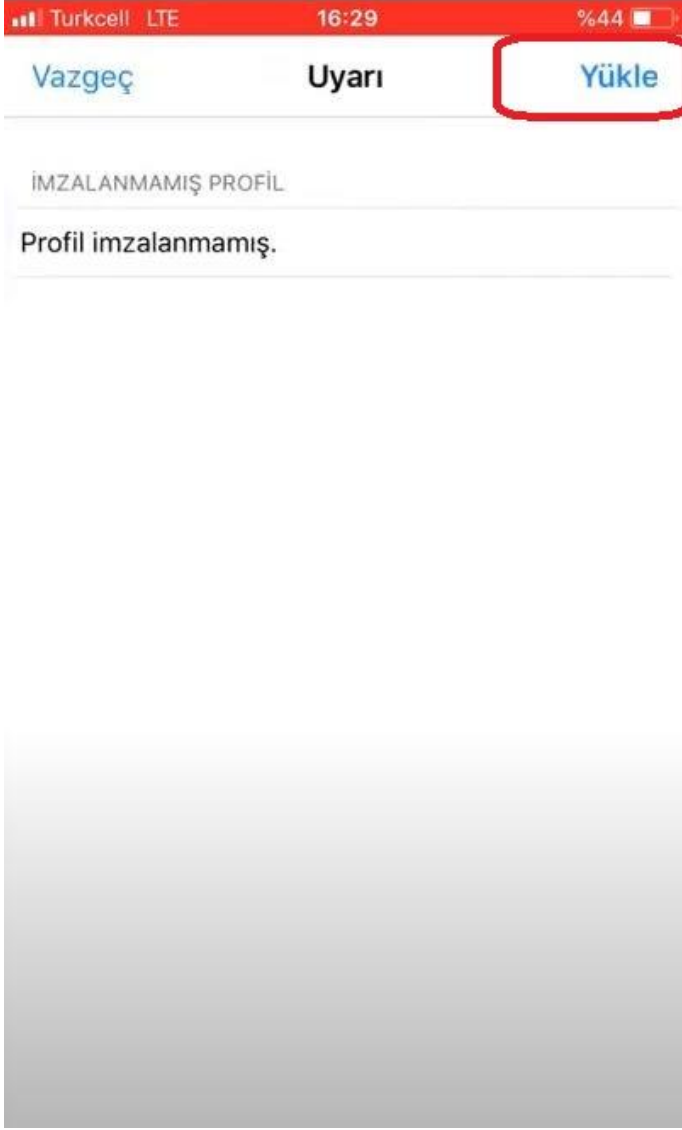 Turkcell LTE 16:29 %44
Vazgeç Uyarı Yükle
İMZALANMAMIŞ PROFİL
Profil imzalanmamış.